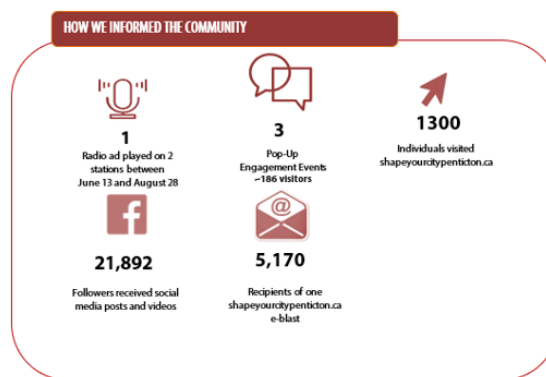 HOW WE INFORMED THE COMMUNITY
1
Radio ad played on 2
stations between
June 13 and August 28
3
Pop-Up
Engagement Events
~186 visitors
1300
Individuals visited
shapeyourcitypenticton.ca
f
21,892
Followers received social
media posts and videos
@
5,170
Recipients of one
shapeyourcitypenticton.ca
e-blast